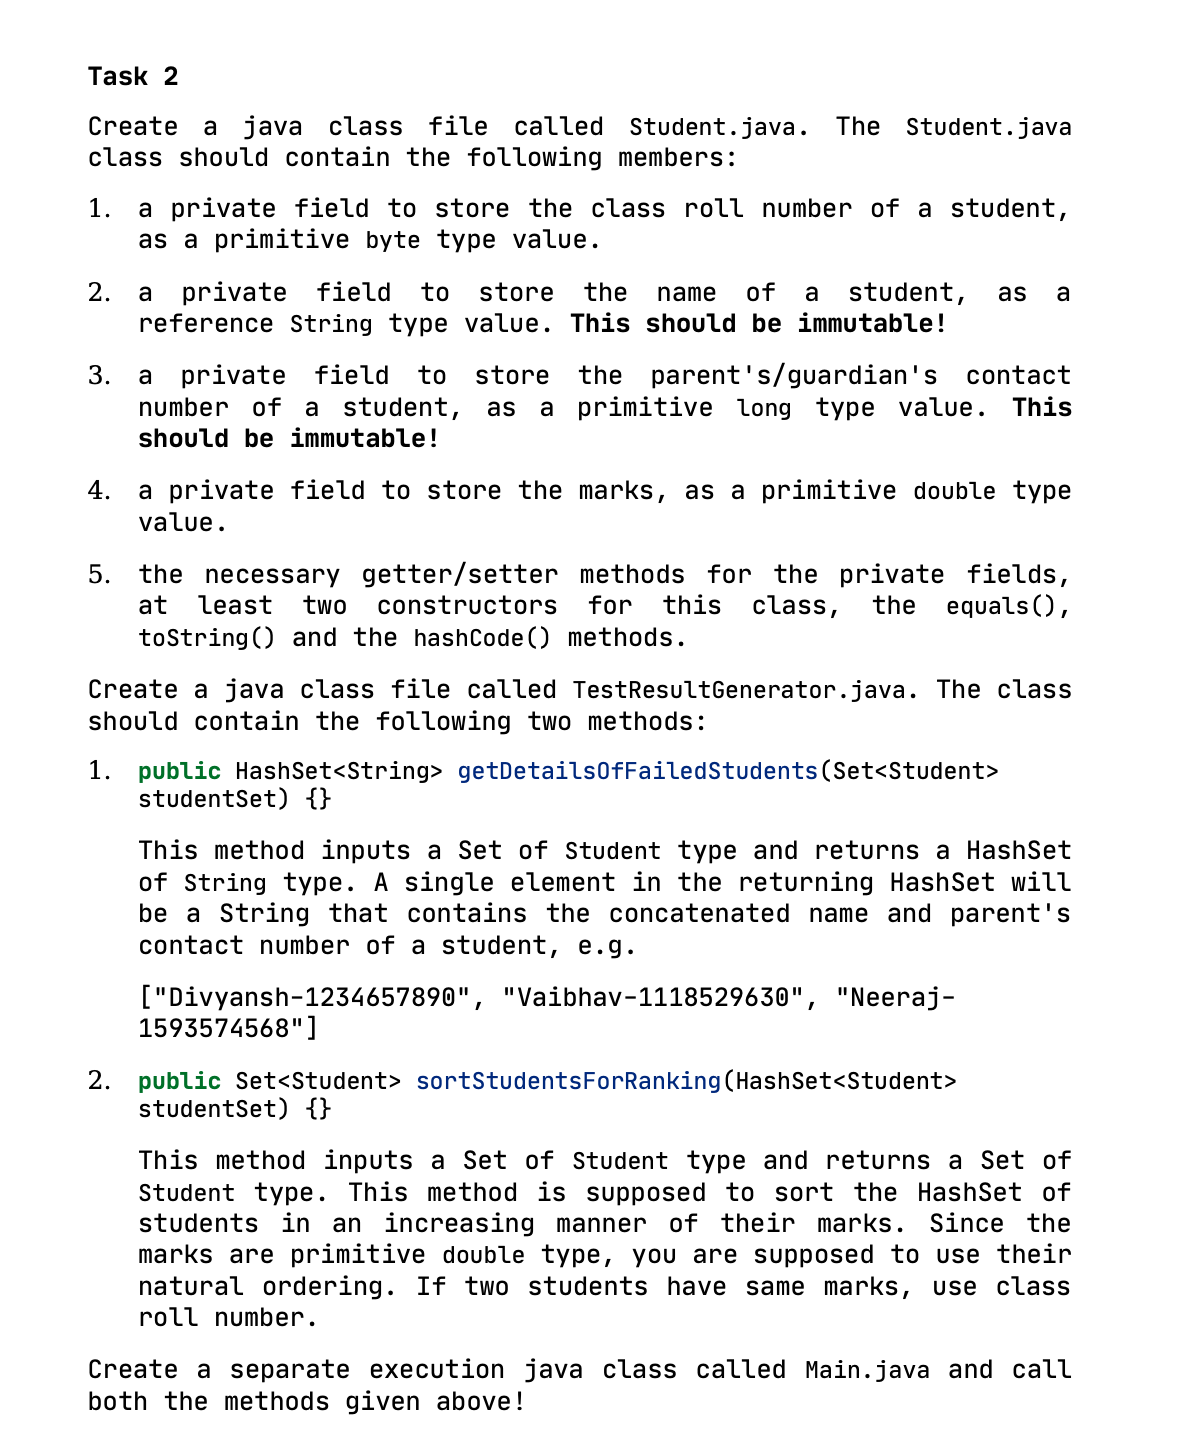 Task 2
Create a java class file called Student.java. The Student.java
class should contain the following members:
1. a private field to store the class roll number of a student,
as a primitive byte type value.
2. a private field to store the name of a student, as a
reference String type value. This should be immutable!
3. a private field to store the parent's/guardian's contact
number of a student, as a primitive long type value. This
should be immutable!
4. a private field to store the marks, as a primitive double type
value.
5. the necessary getter/setter methods for the private fields,
at least two constructors for this class, the equals(),
toString() and the hashCode() methods.
Create a java class file called TestResultGenerator.java. The class
should contain the following two methods:
1. public HashSet<String> getDetailsOfFailedStudents(Set<Student>
studentSet) {}
This method inputs a Set of Student type and returns a HashSet
of String type. A single element in the returning HashSet will
be a String that contains the concatenated name and parent's
contact number of a student, e.g.
["Divyansh-1234657890", "Vaibhav-1118529630", "Neeraj-
1593574568"]
2. public Set<Student> sortStudentsForRanking(HashSet<Student>
studentSet) {}
This method inputs a Set of Student type and returns a Set of
Student type. This method is supposed to sort the HashSet of
students in an increasing manner of their marks. Since the
marks are primitive double type, you are supposed to use their
natural ordering. If two students have same marks, use class
roll number.
Create a separate execution java class called Main.java and call
both the methods given above!